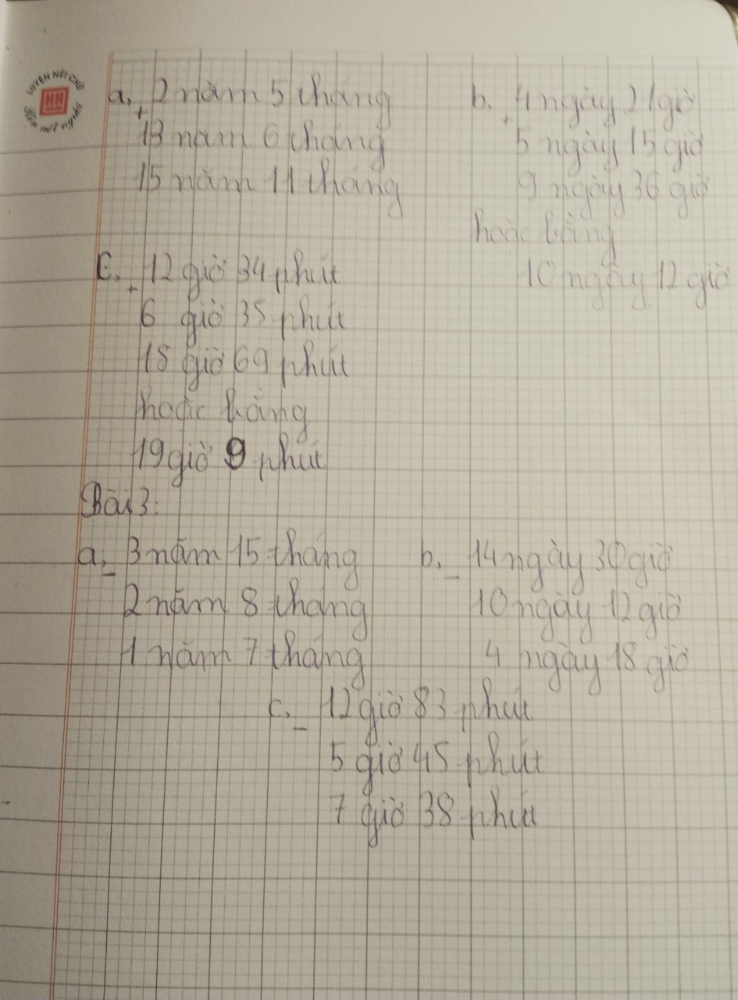 LUYỆN NÉT CHỮ
HH
Rèn nết người
a, 2 năm 5 tháng
+
13 năm 6 tháng
15 năm 11 tháng
b. 4 ngày 21 giờ
+
5 ngày 15 giờ
9 ngày 36 giờ
hoặc bằng
10 ngày 12 giờ
c. 12 giờ 34 phút
+
6 giờ 35 phút
18 giờ 69 phút
hoặc bằng
19 giờ 9 phút
Bài 3:
a, 3 năm 15 tháng
-
2 năm 8 tháng
1 năm 7 tháng
b. 14 ngày 30 giờ
-
10 ngày 12 giờ
4 ngày 18 giờ
c. 12 giờ 83 phút
-
5 giờ 45 phút
7 giờ 38 phút